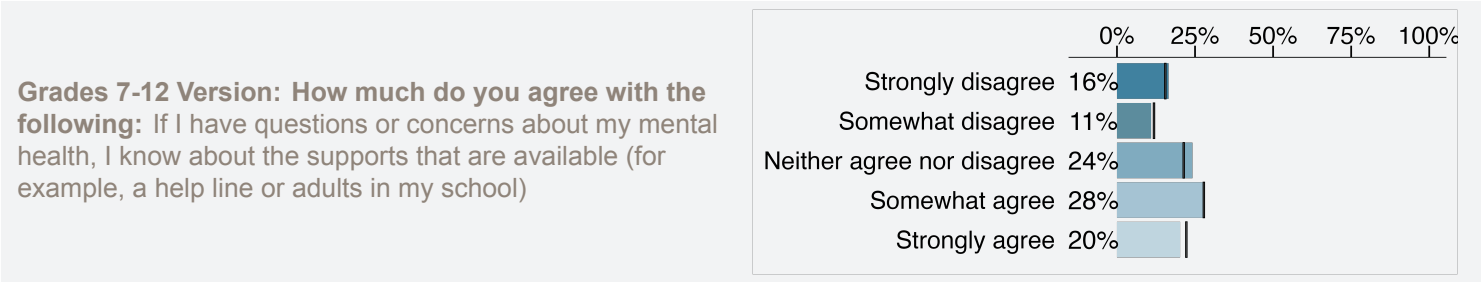 Grades 7-12 Version: How much do you agree with the
following: If I have questions or concerns about my mental
health, I know about the supports that are available (for
example, a help line or adults in my school)
0% 25% 50% 75% 100%
Strongly disagree 16%
Somewhat disagree 11%
Neither agree nor disagree 24%
Somewhat agree 28%
Strongly agree 20%